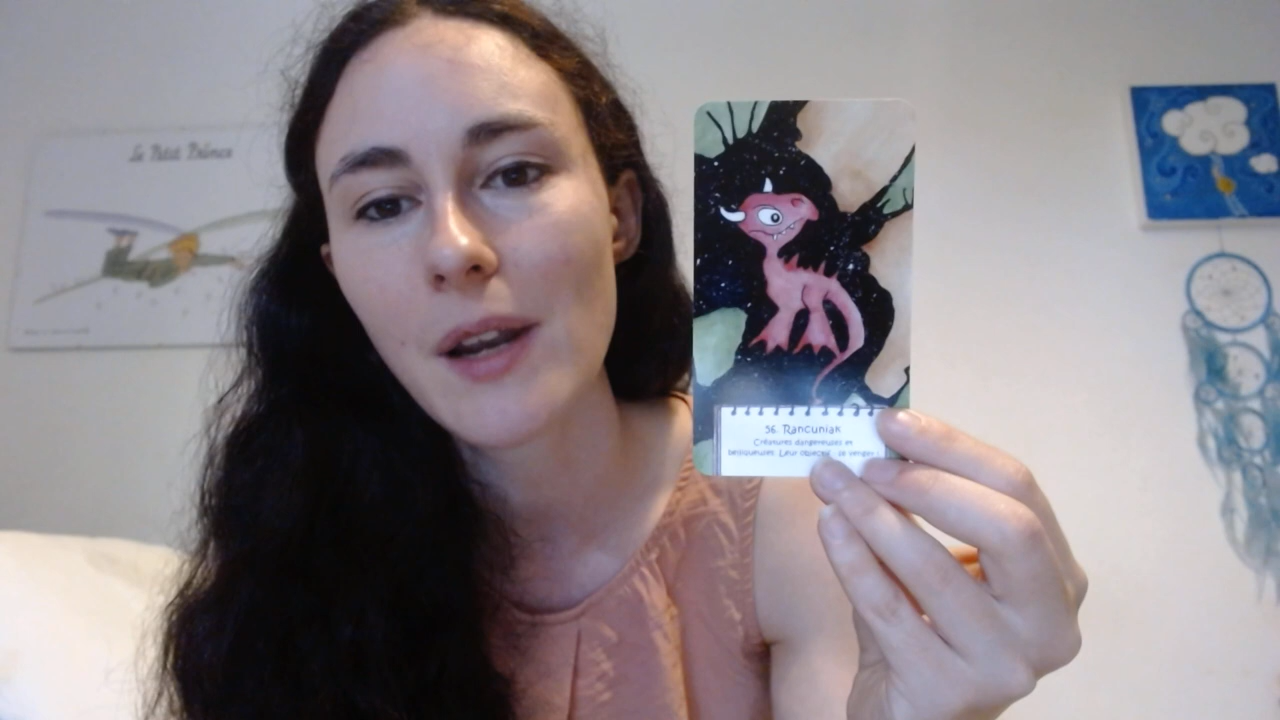 Le Petit Prince
36. Rancuniak
Créatures dangereuses et
belliqueuses. Leur objectif : se venger !